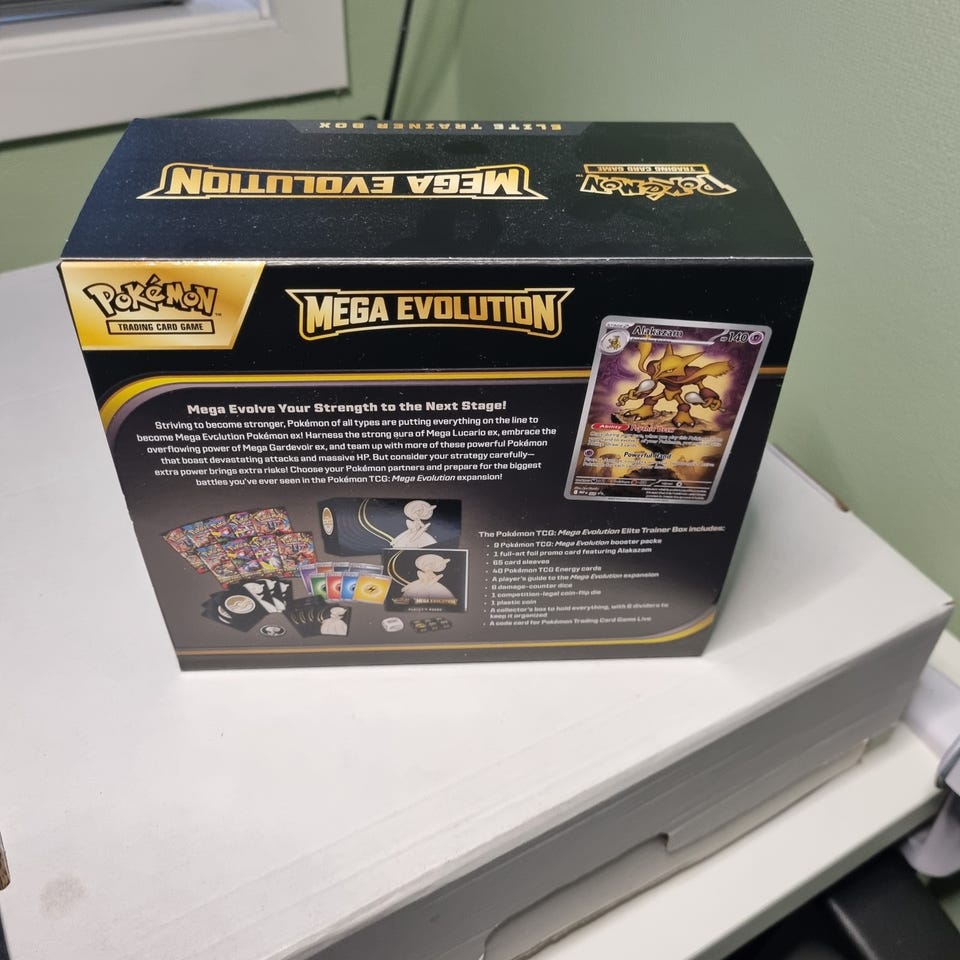 ELITE TRAINER BOX
MEGA EVOLUTION
POKéMON™
TRADING CARD GAME
POKéMON™
TRADING CARD GAME
MEGA EVOLUTION
Alakazam
HP 140
Ability
Powerful Hand
Mega Evolve Your Strength to the Next Stage!
Striving to become stronger, Pokémon of all types are putting everything on the line to
become Mega Evolution Pokémon ex! Harness the strong aura of Mega Lucario ex, embrace the
overflowing power of Mega Gardevoir ex, and team up with more of these powerful Pokémon
that boast devastating attacks and massive HP. But consider your strategy carefully—
extra power brings extra risks! Choose your Pokémon partners and prepare for the biggest
battles you've ever seen in the Pokémon TCG: Mega Evolution expansion!
The Pokémon TCG: Mega Evolution Elite Trainer Box includes:
• 9 Pokémon TCG: Mega Evolution booster packs
• 1 full-art foil promo card featuring Alakazam
• 65 card sleeves
• 40 Pokémon TCG Energy cards
• A player's guide to the Mega Evolution expansion
• 6 damage-counter dice
• 1 competition-legal coin-flip die
• 1 plastic coin
• A collector's box to hold everything, with 6 dividers to
keep it organized
• A code card for Pokémon Trading Card Game Live